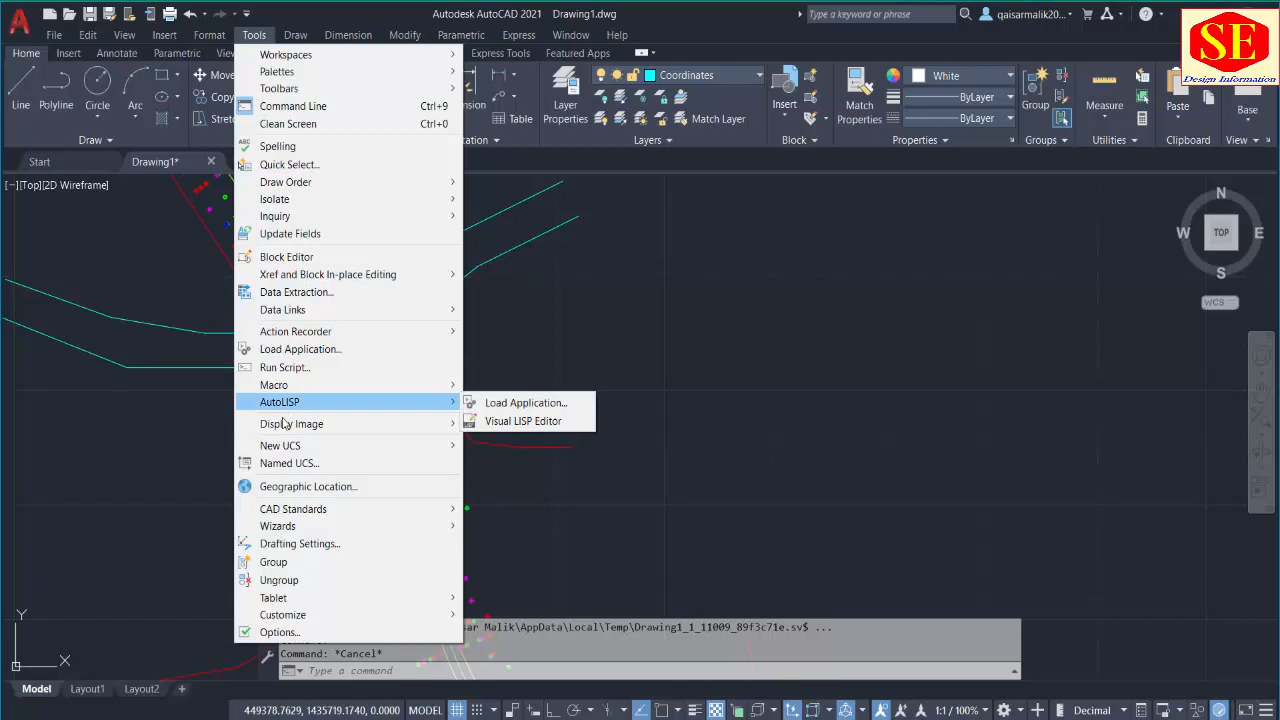 Autodesk AutoCAD 2021 Drawing1.dwg
Type a keyword or phrase
qaisarmalik20...
SE
Design Information
File Edit View Insert Format Tools Draw Dimension Modify Parametric Express Window Help
Home Insert Annotate Parametric Express Tools Featured Apps
Line Polyline Circle Arc
Move
Table
Layer Properties
Coordinates
Match Layer
Insert
Match Properties
White
ByLayer
ByLayer
Group
Measure
Paste
Base
Draw Layers Block Properties Groups Utilities Clipboard View
Start Drawing1*
[−][Top][2D Wireframe]
Workspaces
Palettes
Toolbars
Command Line Ctrl+9
Clean Screen Ctrl+0
ABC
Spelling
Quick Select...
Draw Order
Isolate
Inquiry
Update Fields
Block Editor
Xref and Block In-place Editing
Data Extraction...
Data Links
Action Recorder
Load Application...
Run Script...
Macro
AutoLISP
Load Application...
Visual LISP Editor
Display Image
New UCS
Named UCS...
Geographic Location...
CAD Standards
Wizards
Drafting Settings...
Group
Ungroup
Tablet
Customize
Options...
N
W TOP E
S
WCS
Y
X
Malik\AppData\Local\Temp\Drawing1_1_11009_89f3c71e.sv$ ...
Command: *Cancel*
Type a command
Model Layout1 Layout2 +
449378.7629, 1435719.1740, 0.0000 MODEL
1:1 / 100%
Decimal